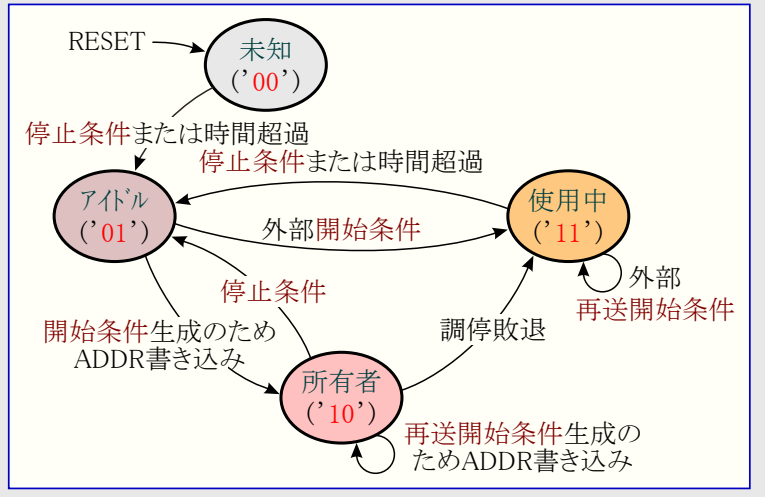 RESET
未知
('00')
停止条件または時間超過
停止条件または時間超過
アイドル
('01')
使用中
('11')
外部開始条件
外部
再送開始条件
停止条件
開始条件生成のため
ADDR書き込み
調停敗退
所有者
('10')
再送開始条件生成の
ためADDR書き込み